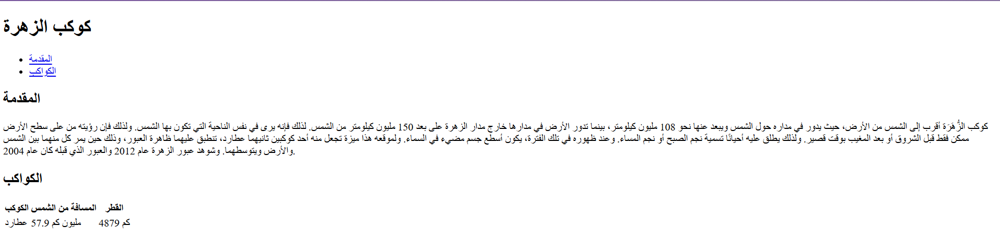 كوكب الزهرة
المقدمة
الكواكب
المقدمة
كوكب الزُّهَرَة أقرب إلى الشمس من الأرض، حيث يدور في مداره حول الشمس ويبعد عنها نحو 108 مليون كيلومتر، بينما تدور الأرض في مدارها خارج مدار الزهرة على بعد 150 مليون كيلومتر من الشمس. لذلك فإنه يرى في نفس الناحية التي تكون بها الشمس. ولذلك فإن رؤيته من على سطح الأرض
ممكن فقط قبل الشروق أو بعد المغيب بوقت قصير. ولذلك يطلق عليه أحيانًا تسمية نجم الصبح أو نجم المساء. وعند ظهوره في تلك الفترة، يكون أسطع جسم مضيء في السماء. ولموقعه هذا ميزة تجعل منه أحد كوكبين ثانيهما عطارد، تنطبق عليهما ظاهرة العبور، وذلك حين يمر كل منهما بين الشمس
والأرض ويتوسطهما. وشوهد عبور الزهرة عام 2012 والعبور الذي قبله كان عام 2004.
الكواكب
الكوكب المسافة من الشمس القطر
عطارد 57.9 مليون كم 4879 كم